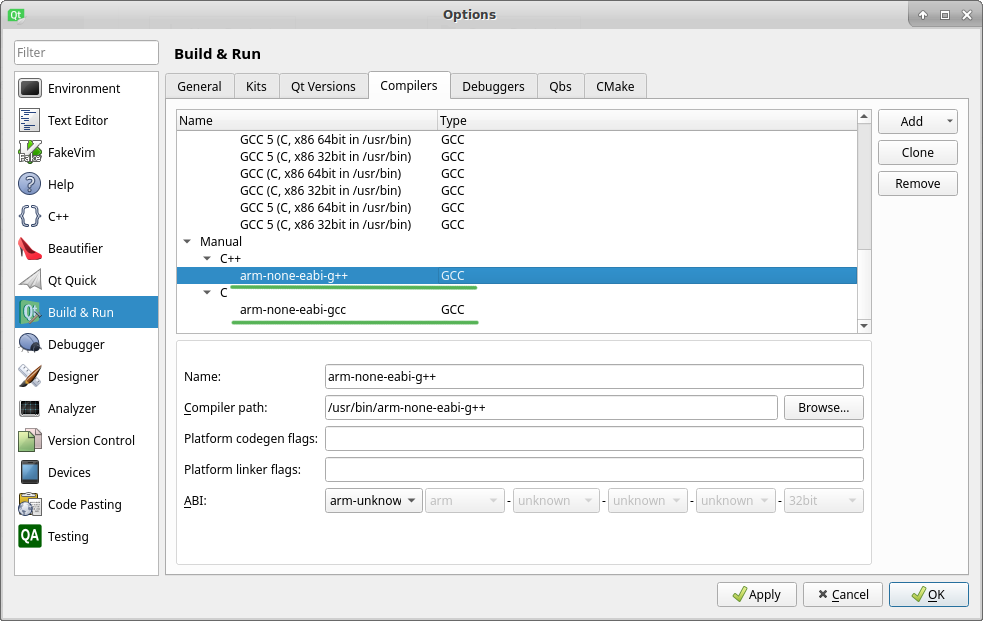 Qt
Options
Filter
Environment
Text Editor
FakeVim
Help
C++
Beautifier
Qt Quick
Build & Run
Debugger
Designer
Analyzer
Version Control
Devices
Code Pasting
QA
Testing
Build & Run
General
Kits
Qt Versions
Compilers
Debuggers
Qbs
CMake
Name Type
GCC 5 (C, x86 64bit in /usr/bin) GCC
GCC 5 (C, x86 32bit in /usr/bin) GCC
GCC (C, x86 64bit in /usr/bin) GCC
GCC (C, x86 32bit in /usr/bin) GCC
GCC 5 (C, x86 64bit in /usr/bin) GCC
GCC 5 (C, x86 32bit in /usr/bin) GCC
Manual
C++
arm-none-eabi-g++ GCC
C
arm-none-eabi-gcc GCC
Add
Clone
Remove
Name: arm-none-eabi-g++
Compiler path: /usr/bin/arm-none-eabi-g++ Browse...
Platform codegen flags:
Platform linker flags:
ABI: arm-unknow arm - unknown - unknown - unknown - 32bit
Apply
Cancel
OK